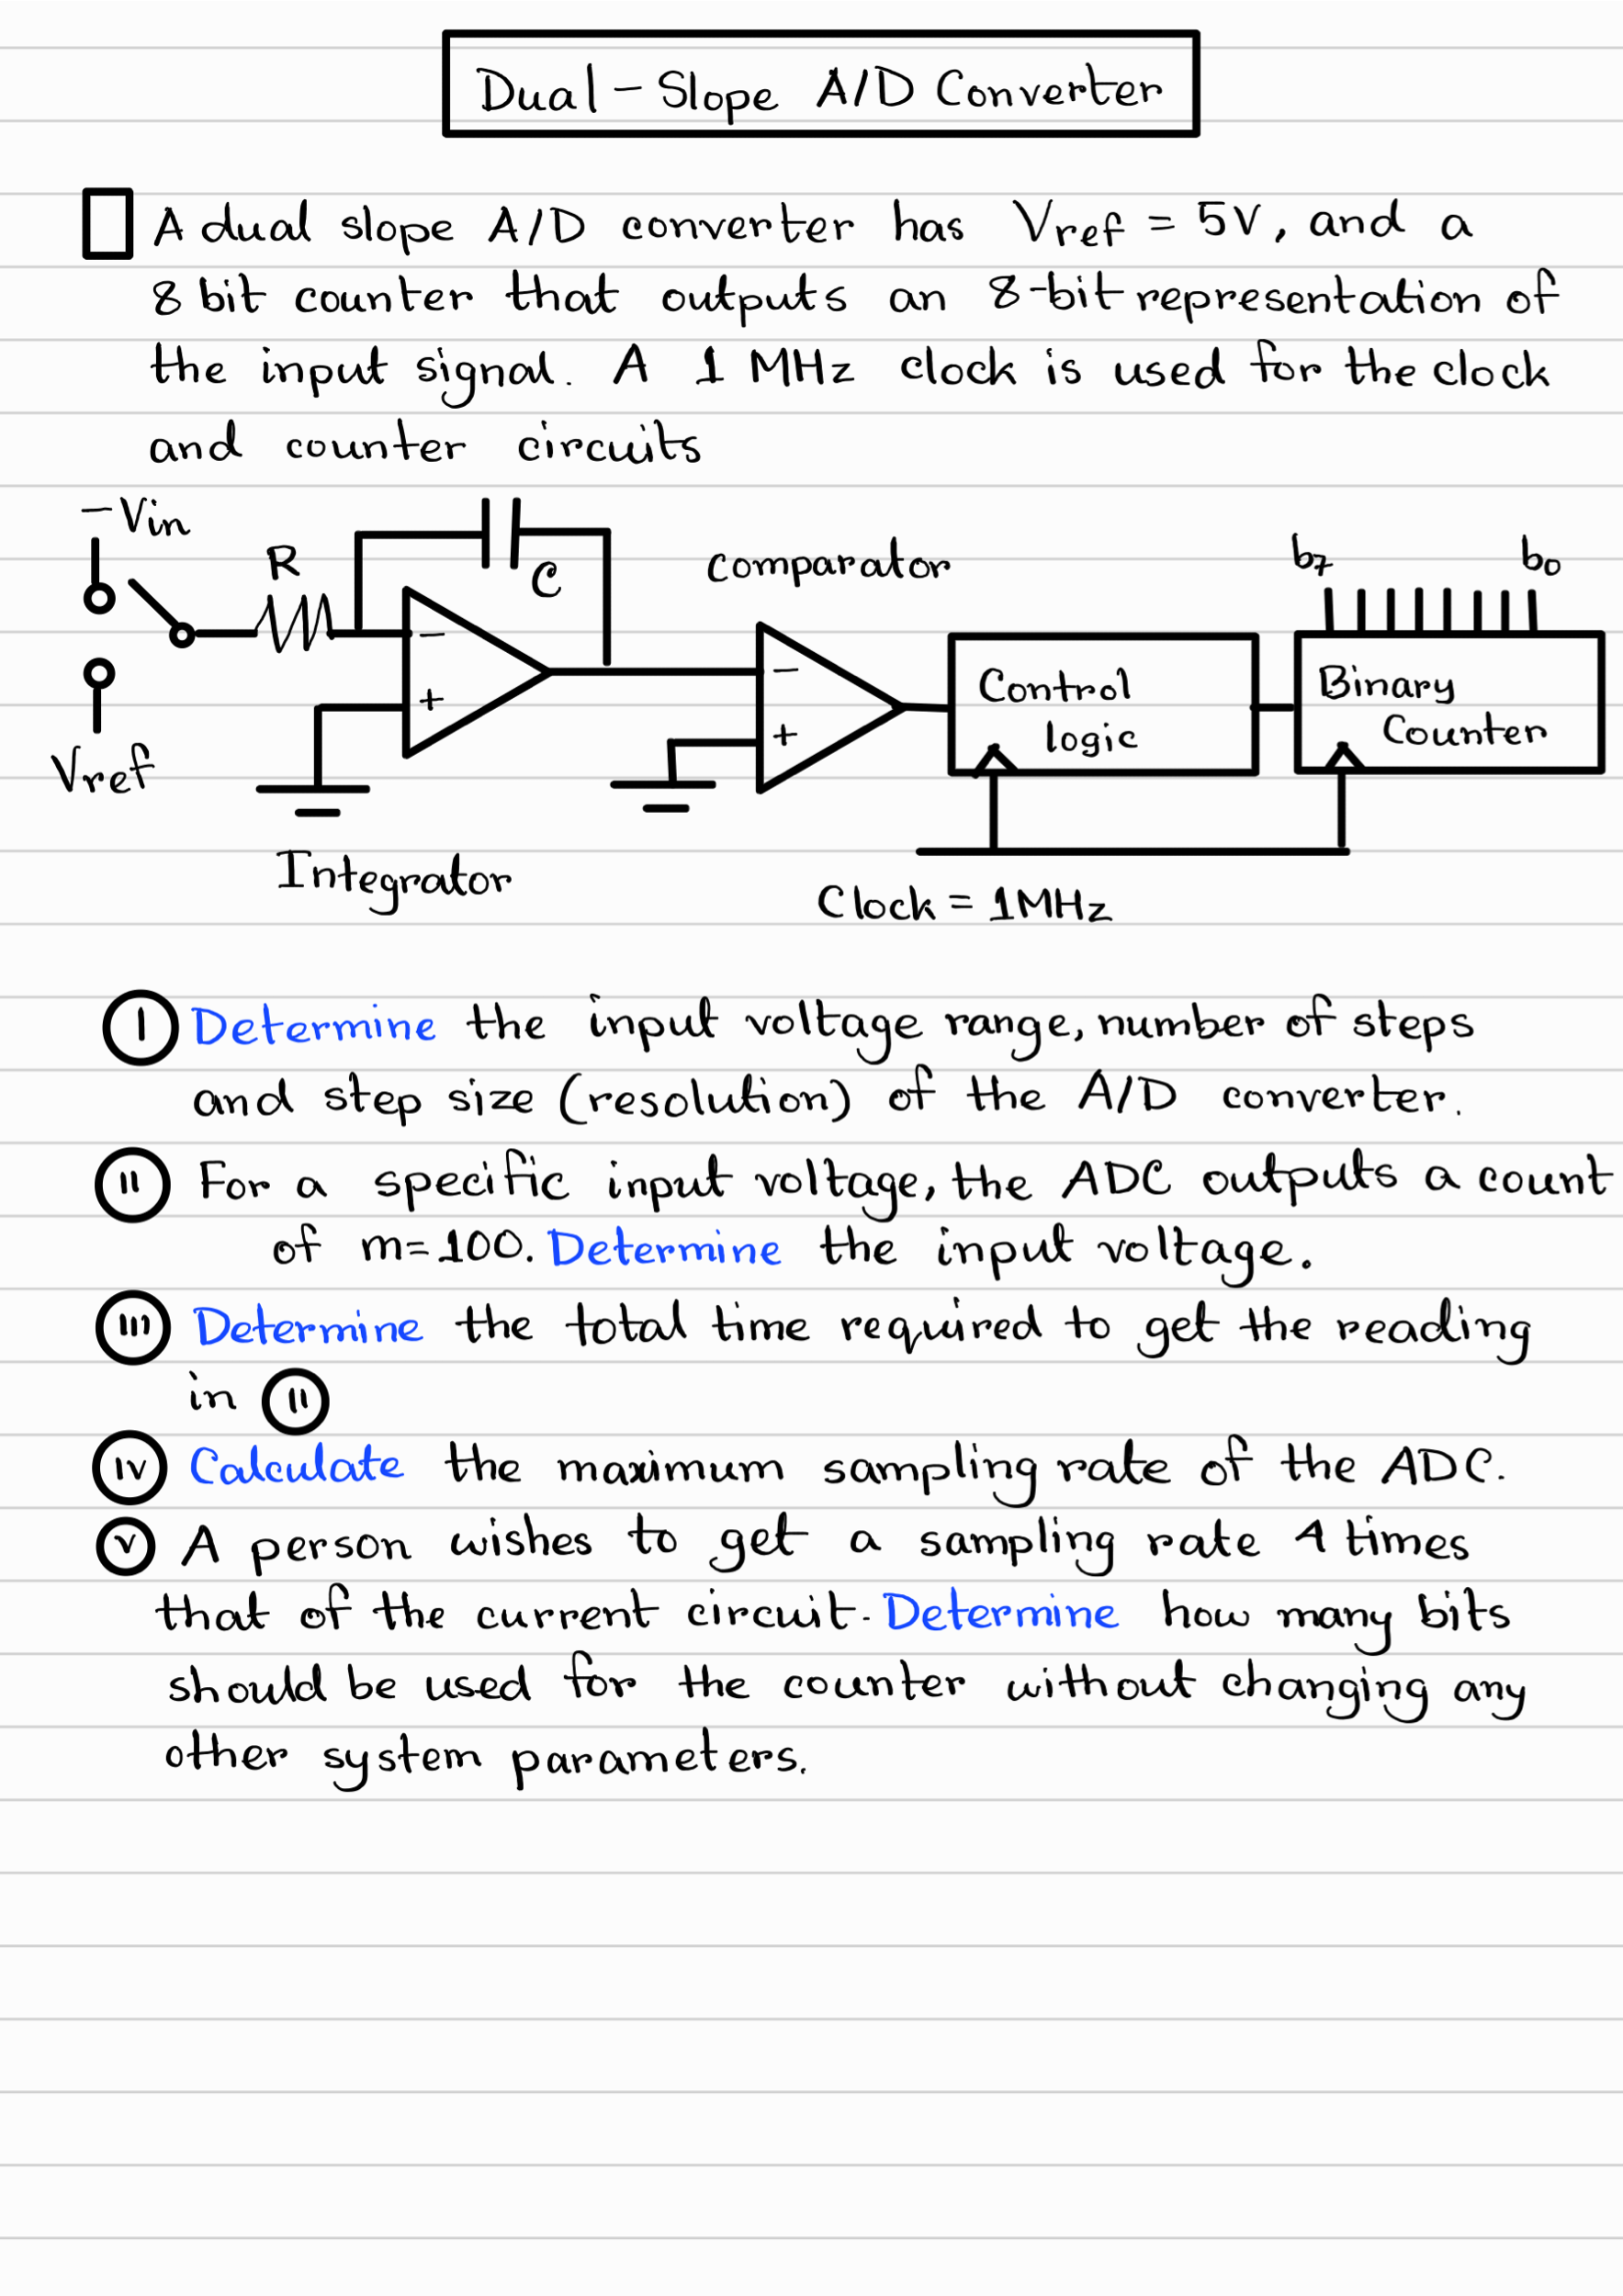 Dual-Slope A/D Converter
A dual slope A/D converter has Vref = 5V, and a
8 bit counter that outputs an 8-bit representation of
the input signal. A 1 MHz clock is used for the clock
and counter circuits
-Vin
R
C
comparator
b7 b0
-
+
-
+
Control
logic
Binary
Counter
Vref
Integrator
Clock = 1MHz
I Determine the input voltage range, number of steps
and step size (resolution) of the A/D converter.
II For a specific input voltage, the ADC outputs a count
of m=100. Determine the input voltage.
III Determine the total time required to get the reading
in II
IV Calculate the maximum sampling rate of the ADC.
V A person wishes to get a sampling rate 4 times
that of the current circuit. Determine how many bits
should be used for the counter without changing any
other system parameters.